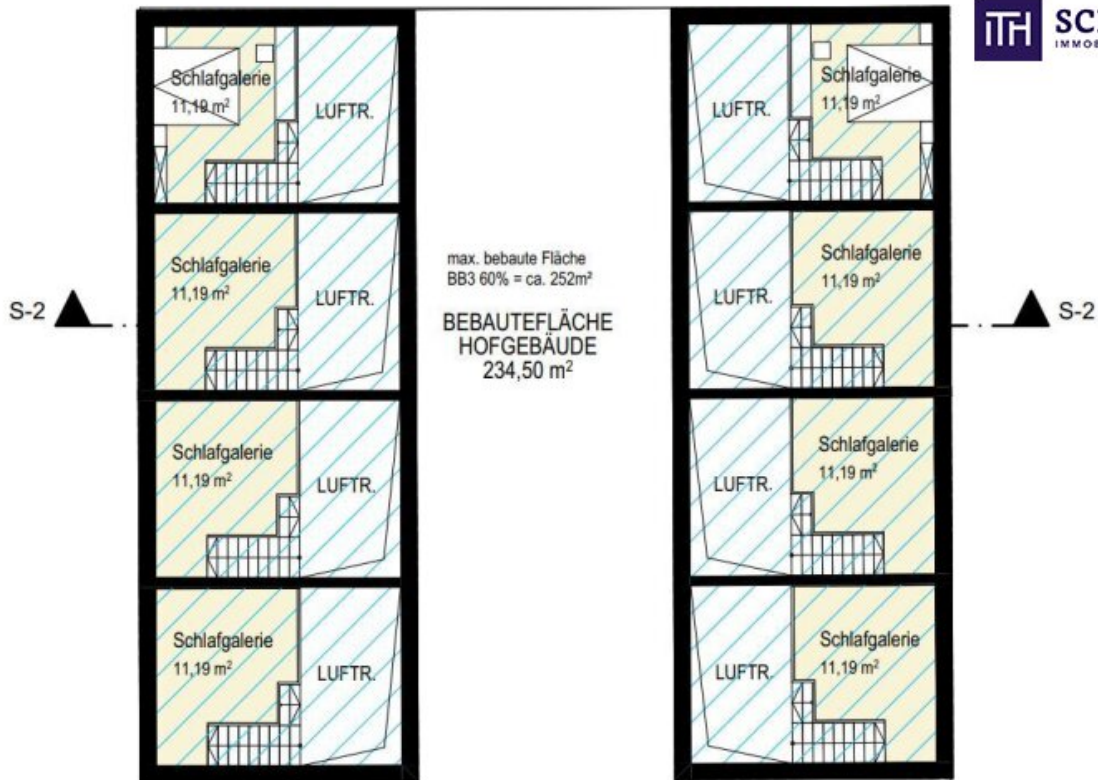 ITH
Schlafgalerie
11,19 m²
LUFTR.
LUFTR.
Schlafgalerie
11,19 m²
Schlafgalerie
11,19 m²
LUFTR.
max. bebaute Fläche
BB3 60% = ca. 252m²
BEBAUTEFLÄCHE
HOFGEBÄUDE
234,50 m²
LUFTR.
Schlafgalerie
11,19 m²
S-2
S-2
Schlafgalerie
11,19 m²
LUFTR.
LUFTR.
Schlafgalerie
11,19 m²
Schlafgalerie
11,19 m²
LUFTR.
LUFTR.
Schlafgalerie
11,19 m²